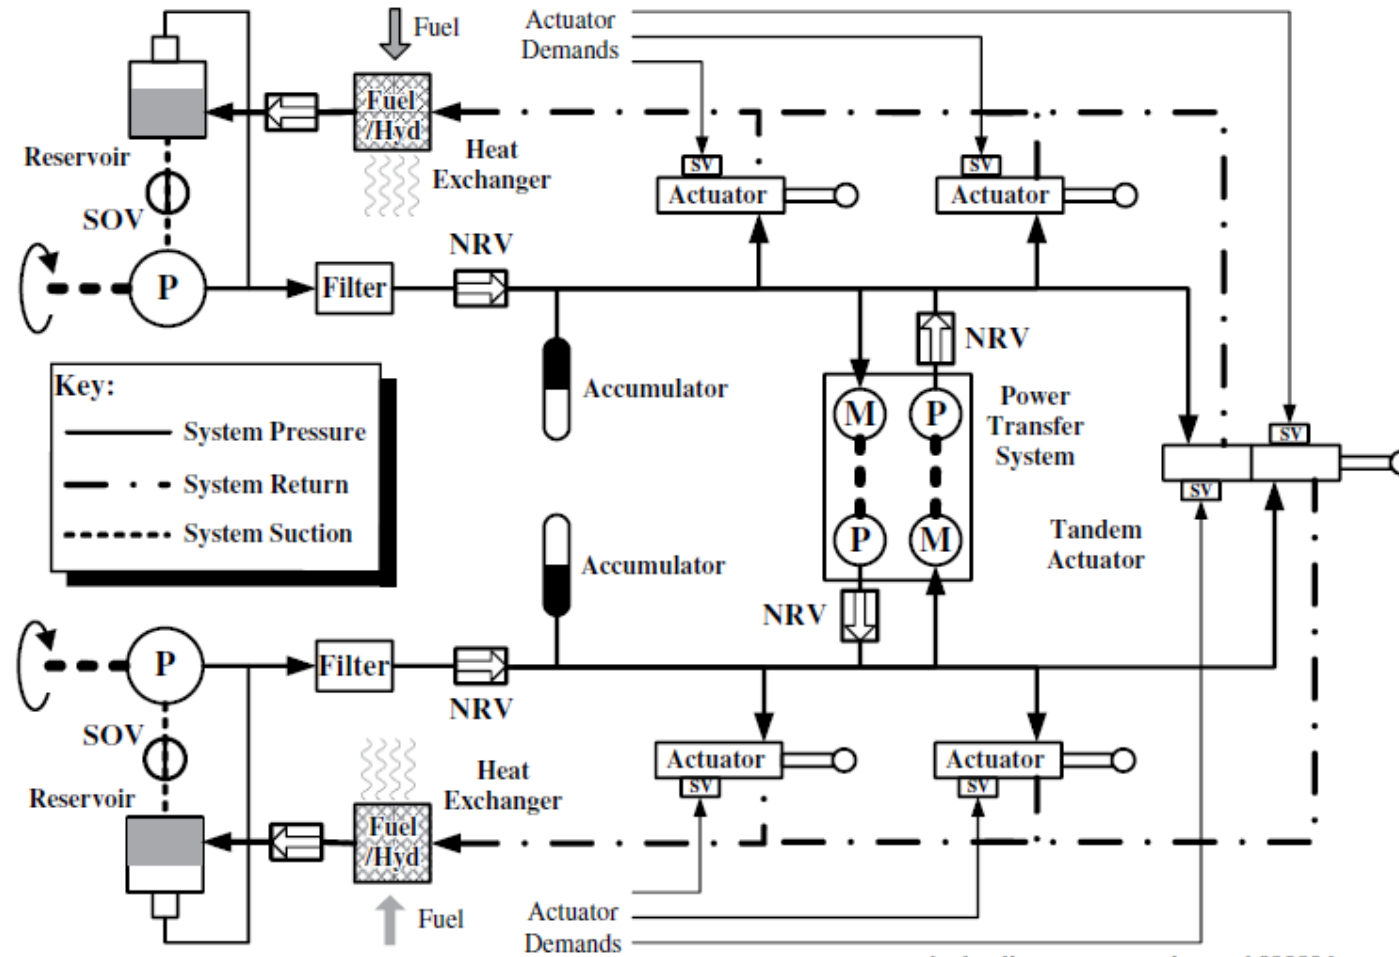 Fuel
Actuator
Demands
Fuel
/Hyd
Heat
Exchanger
Reservoir
SOV
P
Filter
NRV
SV
Actuator
SV
Actuator
NRV
Accumulator
M
P
Power
Transfer
System
P
M
Key:
System Pressure
System Return
System Suction
SV
SV
Tandem
Actuator
Accumulator
NRV
P
Filter
NRV
SOV
Reservoir
Heat
Exchanger
Fuel
/Hyd
Fuel
Actuator
SV
Actuator
SV
Actuator
Demands